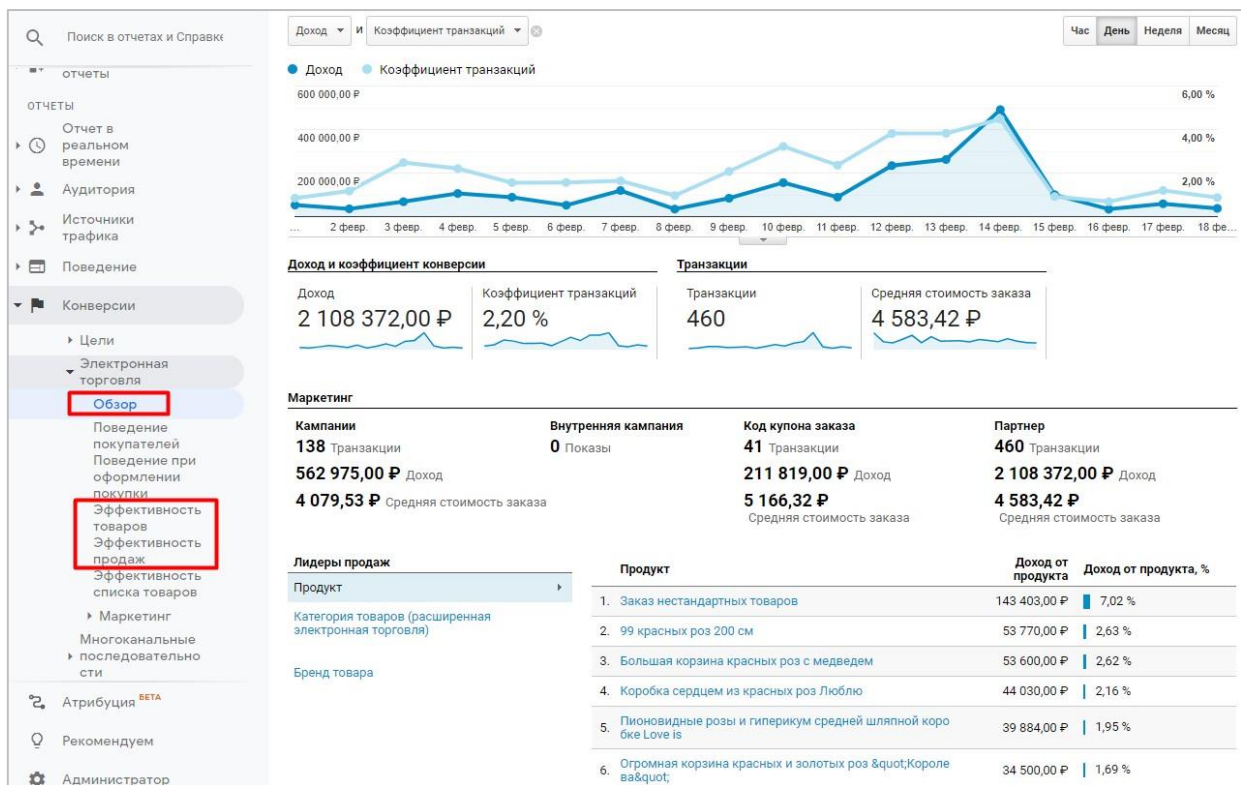 Поиск в отчетах и Справке
отчеты
ОТЧЕТЫ
Отчет в
реальном
времени
Аудитория
Источники
трафика
Поведение
Конверсии
Цели
Электронная
торговля
Обзор
Поведение
покупателей
Поведение при
оформлении
покупки
Эффективность
товаров
Эффективность
продаж
Эффективность
списка товаров
Маркетинг
Многоканальные
последовательно
сти
Атрибуция БЕТА
Рекомендуем
Администратор
Доход и Коэффициент транзакций
Час День Неделя Месяц
Доход Коэффициент транзакций
600 000,00 ₽ 6,00 %
400 000,00 ₽ 4,00 %
200 000,00 ₽ 2,00 %
... 2 февр. 3 февр. 4 февр. 5 февр. 6 февр. 7 февр. 8 февр. 9 февр. 10 февр. 11 февр. 12 февр. 13 февр. 14 февр. 15 февр. 16 февр. 17 февр. 18 фе...
Доход и коэффициент конверсии Транзакции
Доход Коэффициент транзакций Транзакции Средняя стоимость заказа
2 108 372,00 ₽ 2,20 % 460 4 583,42 ₽
Маркетинг
Кампании Внутренняя кампания Код купона заказа Партнер
138 Транзакции 0 Показы 41 Транзакции 460 Транзакции
562 975,00 ₽ Доход 211 819,00 ₽ Доход 2 108 372,00 ₽ Доход
4 079,53 ₽ Средняя стоимость заказа 5 166,32 ₽ 4 583,42 ₽
Средняя стоимость заказа Средняя стоимость заказа
Лидеры продаж
Продукт
Категория товаров (расширенная
электронная торговля)
Бренд товара
Продукт Доход от продукта Доход от продукта, %
1. Заказ нестандартных товаров 143 403,00 ₽ 7,02 %
2. 99 красных роз 200 см 53 770,00 ₽ 2,63 %
3. Большая корзина красных роз с медведем 53 600,00 ₽ 2,62 %
4. Коробка сердцем из красных роз Люблю 44 030,00 ₽ 2,16 %
5. Пионовидные розы и гиперикум средней шляпной коро
бке Love is 39 884,00 ₽ 1,95 %
6. Огромная корзина красных и золотых роз &quot;Короле
ва&quot; 34 500,00 ₽ 1,69 %